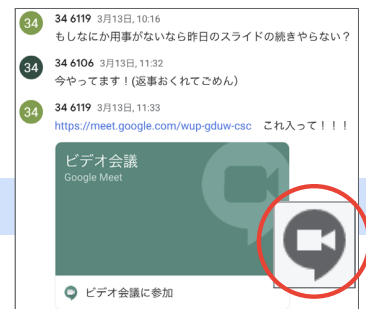 34 34 6119 3月13日, 10:16
もしなにか用事がないなら昨日のスライドの続きやらない？
34 34 6106 3月13日, 11:32
今やってます！(返事おくれてごめん）
34 34 6119 3月13日, 11:33
https://meet.google.com/wup-gduw-csc これ入って！！！
ビデオ会議
Google Meet
ビデオ会議に参加